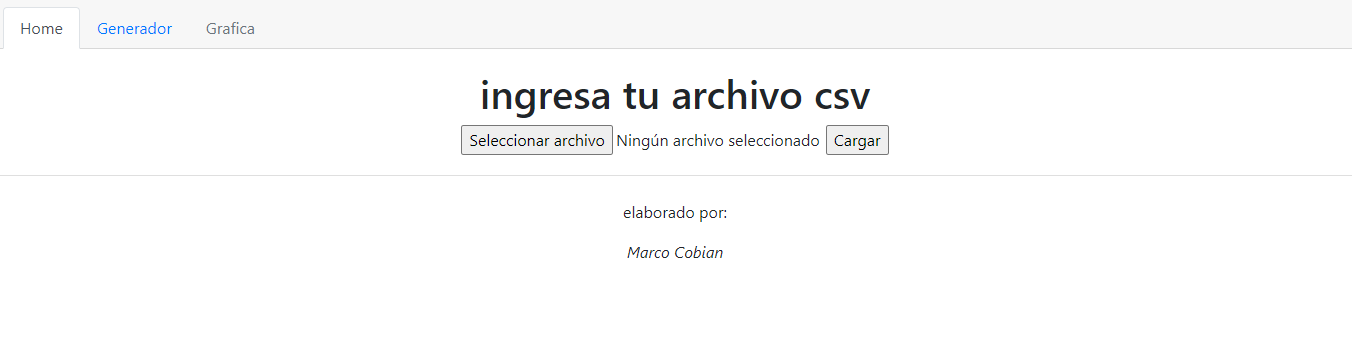 Home Generador Grafica
ingresa tu archivo csv
Seleccionar archivo Ningún archivo seleccionado Cargar
elaborado por:
Marco Cobian